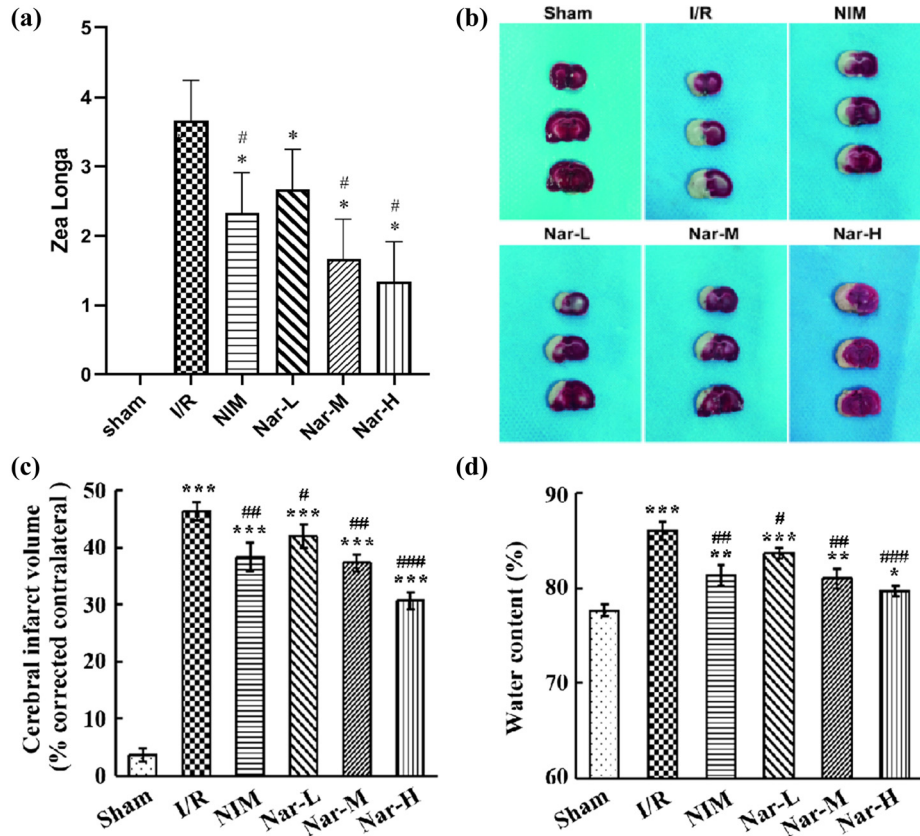 (a)
Zea Longa
5
4
3
2
1
0
#
*
*
#
*
#
*
sham
I/R
NIM
Nar-L
Nar-M
Nar-H
(b)
Sham
I/R
NIM
Nar-L
Nar-M
Nar-H
(c)
Cerebral infarct volume
(% corrected contralateral )
50
40
30
20
10
0
***
##
***
#
***
##
***
###
***
Sham
I/R
NIM
Nar-L
Nar-M
Nar-H
(d)
Water content (%)
90
80
70
60
***
##
**
#
***
##
**
###
*
Sham
I/R
NIM
Nar-L
Nar-M
Nar-H